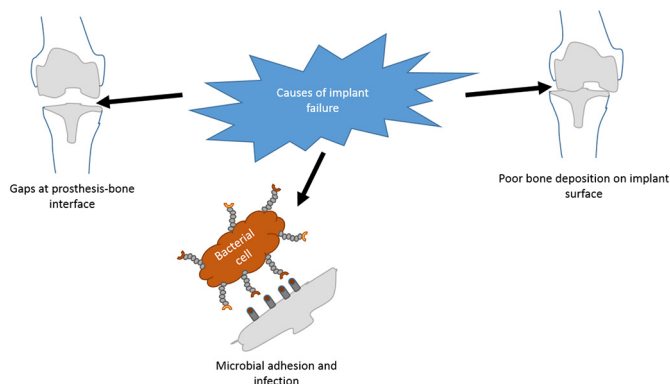 Causes of implant
failure
Gaps at prosthesis-bone
interface
Poor bone deposition on implant
surface
Bacterial
cell
Microbial adhesion and
infection